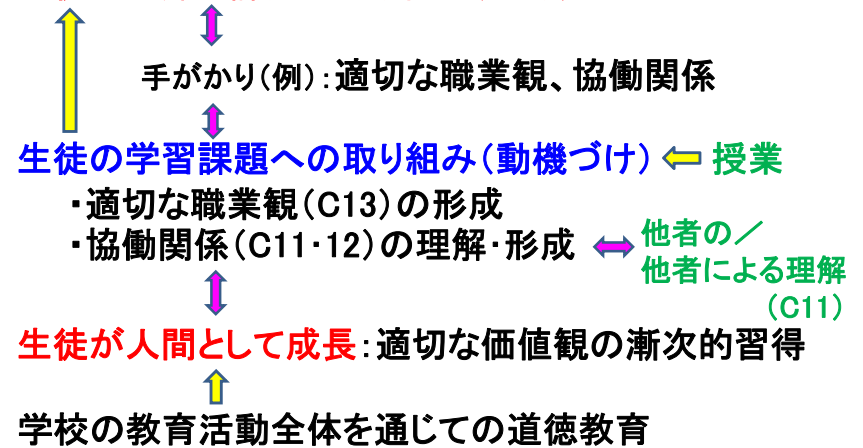 手がかり(例):適切な職業観、協働関係
生徒の学習課題への取り組み(動機づけ) 授業
・適切な職業観(C13)の形成
・協働関係(C11・12)の理解・形成
他者の／
他者による理解
(C11)
生徒が人間として成長:適切な価値観の漸次的習得
学校の教育活動全体を通じての道徳教育